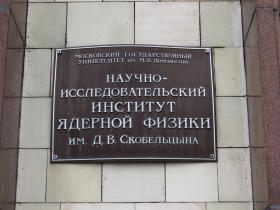 МОСКОВСКИЙ ГОСУДАРСТВЕННЫЙ
УНИВЕРСИТЕТ ИМ. М.В. ЛОМОНОСОВА
НАУЧНО-
ИССЛЕДОВАТЕЛЬСКИЙ
ИНСТИТУТ
ЯДЕРНОЙ ФИЗИКИ
ИМ. Д.В. СКОБЕЛЬЦЫНА